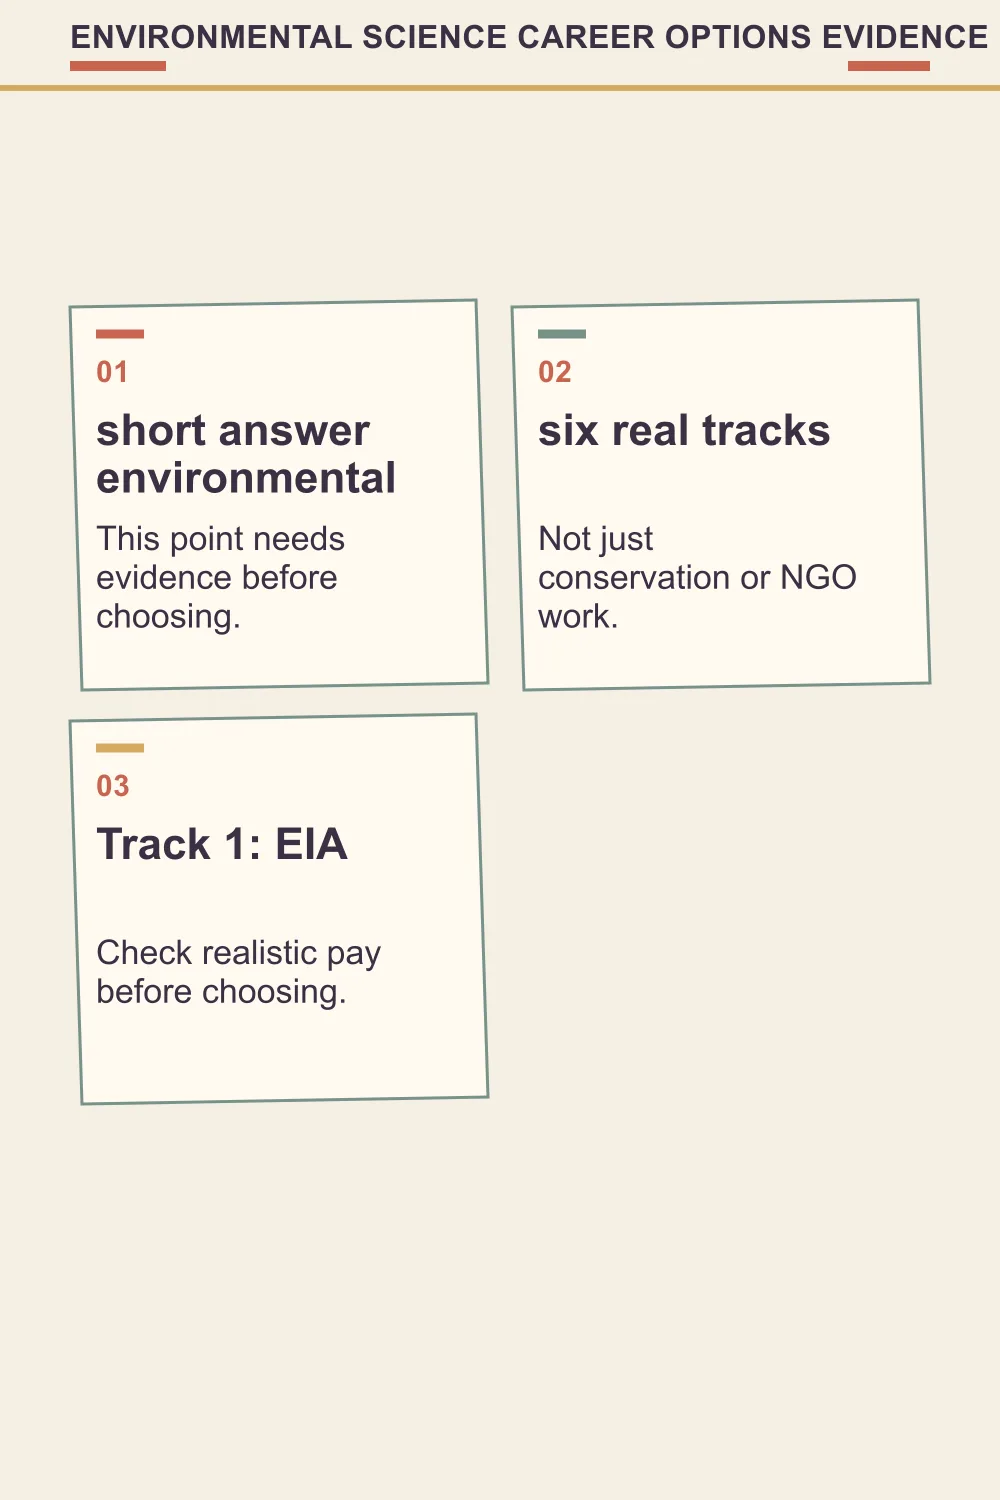 ENVIRONMENTAL SCIENCE CAREER OPTIONS EVIDENCE
01
short answer
environmental
This point needs
evidence before
choosing.
02
six real tracks
Not just
conservation or NGO
work.
03
Track 1: EIA
Check realistic pay
before choosing.